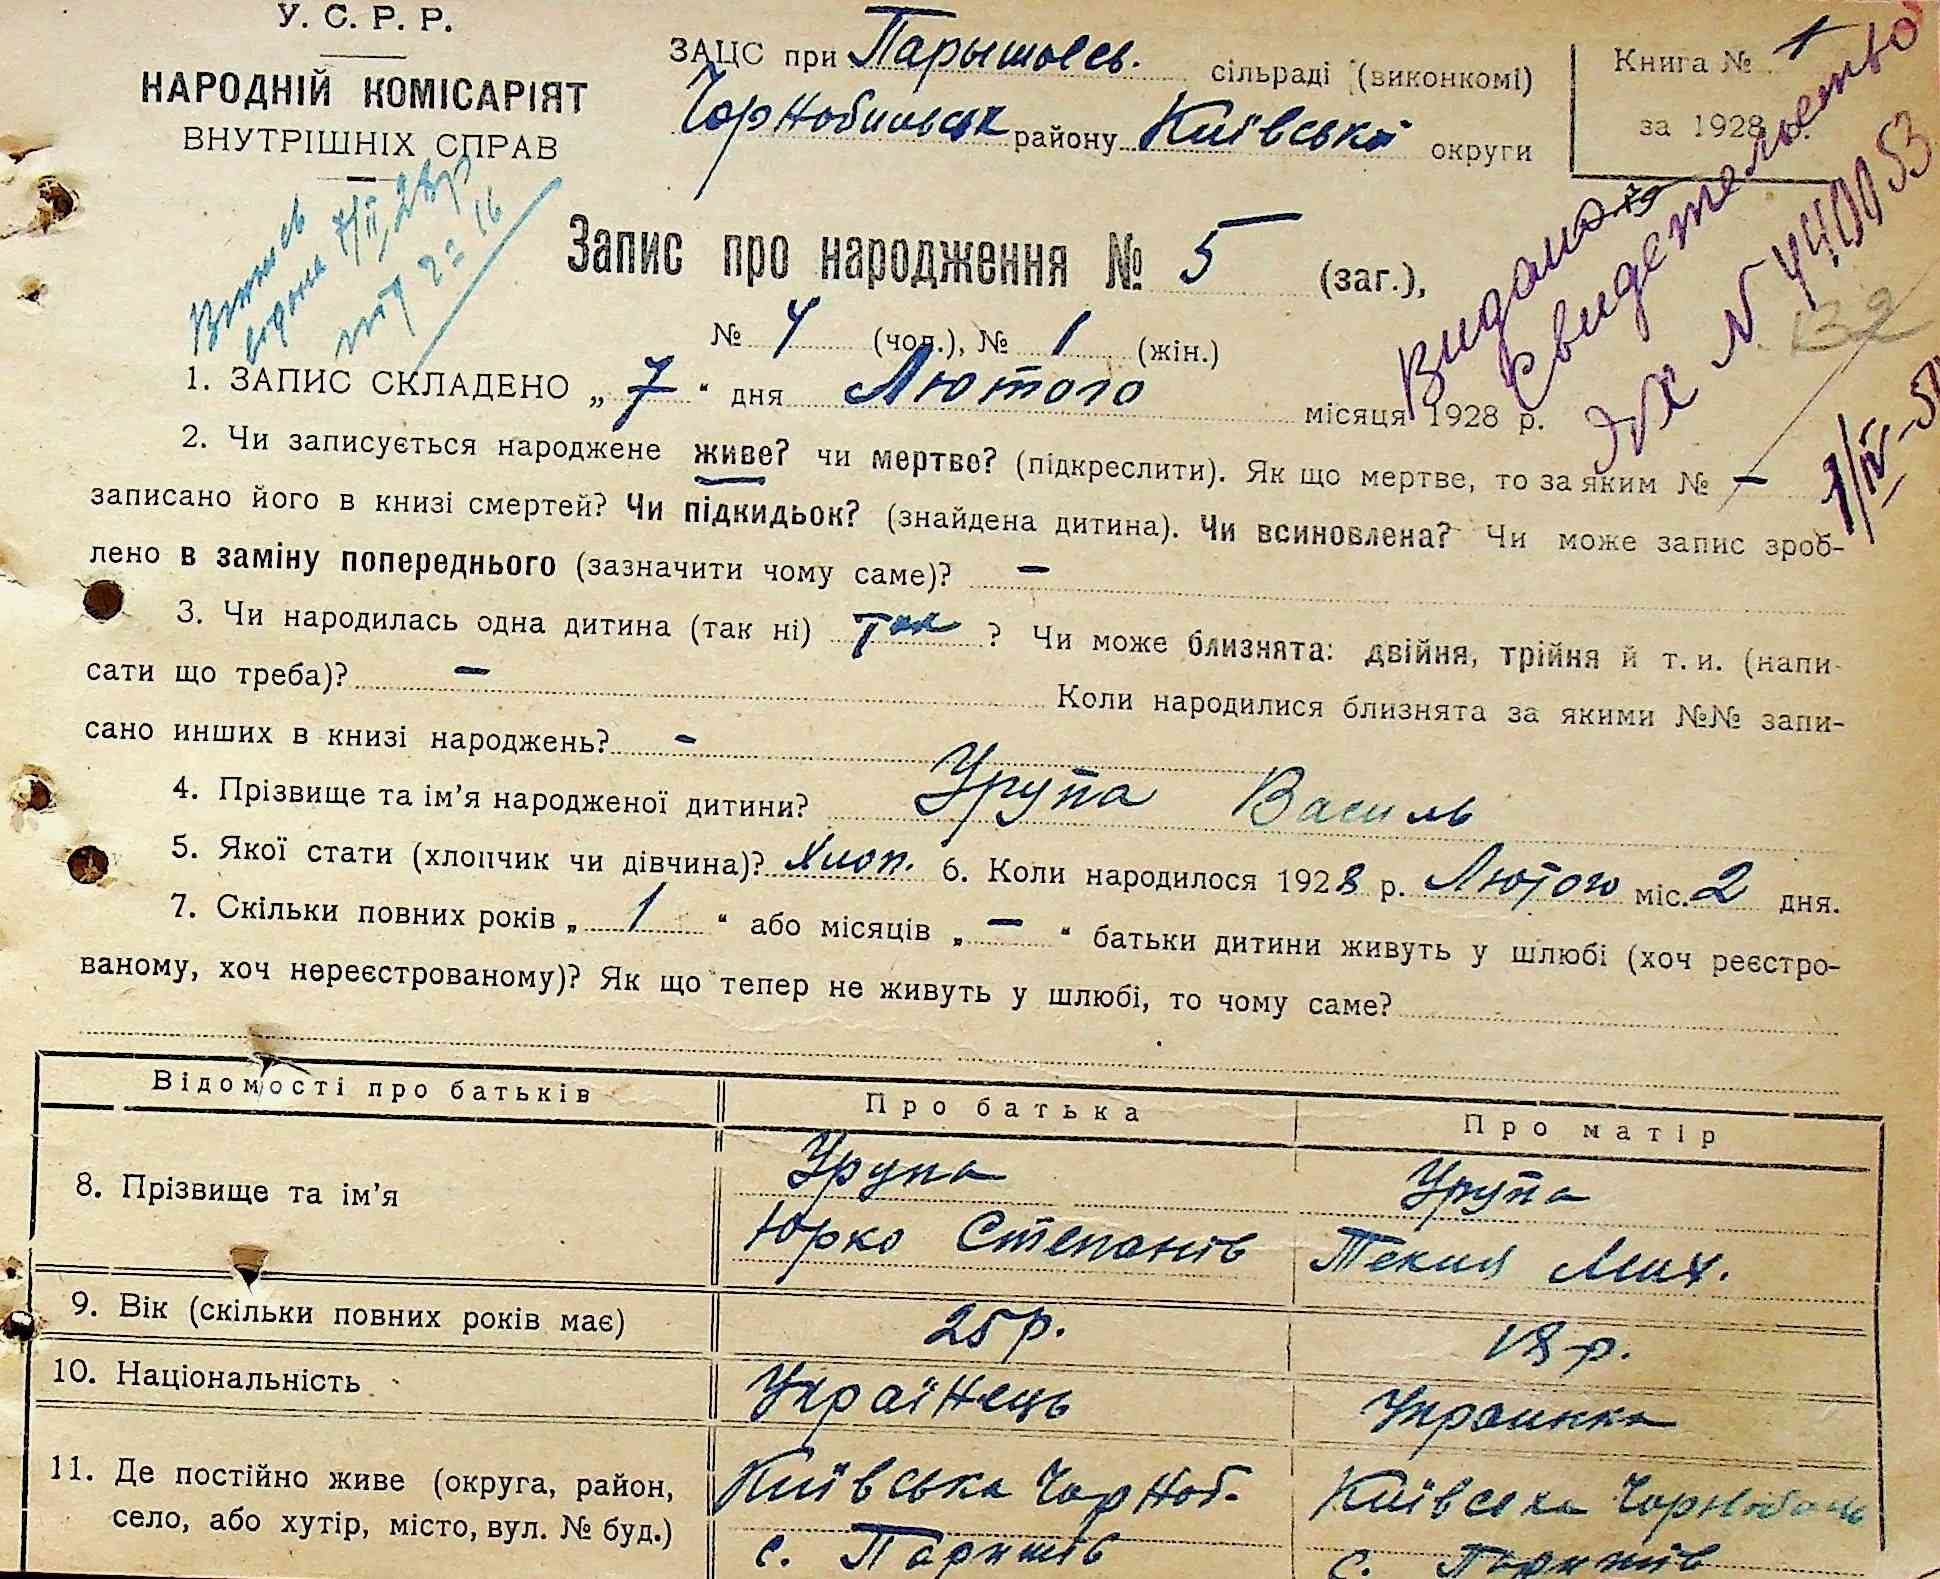 У. С. Р. Р.
НАРОДНІЙ КОМІСАРІЯТ
ВНУТРІШНІХ СПРАВ
ЗАЦС при Парышевсь. сільраді (виконкомі)
Чорнобильськ району Київської округи
Книга № 1
за 1928 р.
Запис про народження № 5 (заг.),
№ 4 (чол.), № 1 (жін.)
Видано
свидетельство
№
1. ЗАПИС СКЛАДЕНО „ 7 “ дня Лютого місяця 1928 р.
2. Чи записується народжене живе? чи мертве? (підкреслити). Як що мертве, то за яким № –
записано його в книзі смертей? Чи підкидьок? (знайдена дитина). Чи всиновлена? Чи може запис зроб-
лено в заміну попереднього (зазначити чому саме)? –
3. Чи народилась одна дитина (так ні) так ? Чи може близнята: двійня, трійня й т. и. (напи-
сати що треба)? – Коли народилися близнята за якими №№ запи-
сано инших в книзі народжень? –
4. Прізвище та ім’я народженої дитини? Урупа Василь
5. Якої стати (хлопчик чи дівчина)? Хлоп. 6. Коли народилося 1928 р. Лютого міс. 2 дня.
7. Скільки повних років „ 1 “ або місяців „ – “ батьки дитини живуть у шлюбі (хоч реєстро-
ваному, хоч нереєстрованому)? Як що тепер не живуть у шлюбі, то чому саме?
Відомості про батьків Про батька Про матір
8. Прізвище та ім’я Урупа Урупа
Юрко Степанів Текля Мих.
9. Вік (скільки повних років має) 25 р. 18 р.
10. Національність Українець Украинка
11. Де постійно живе (округа, район, Київська Чорноб. Київська
село, або хутір, місто, вул. № буд.) с. Паришів с. Паришів